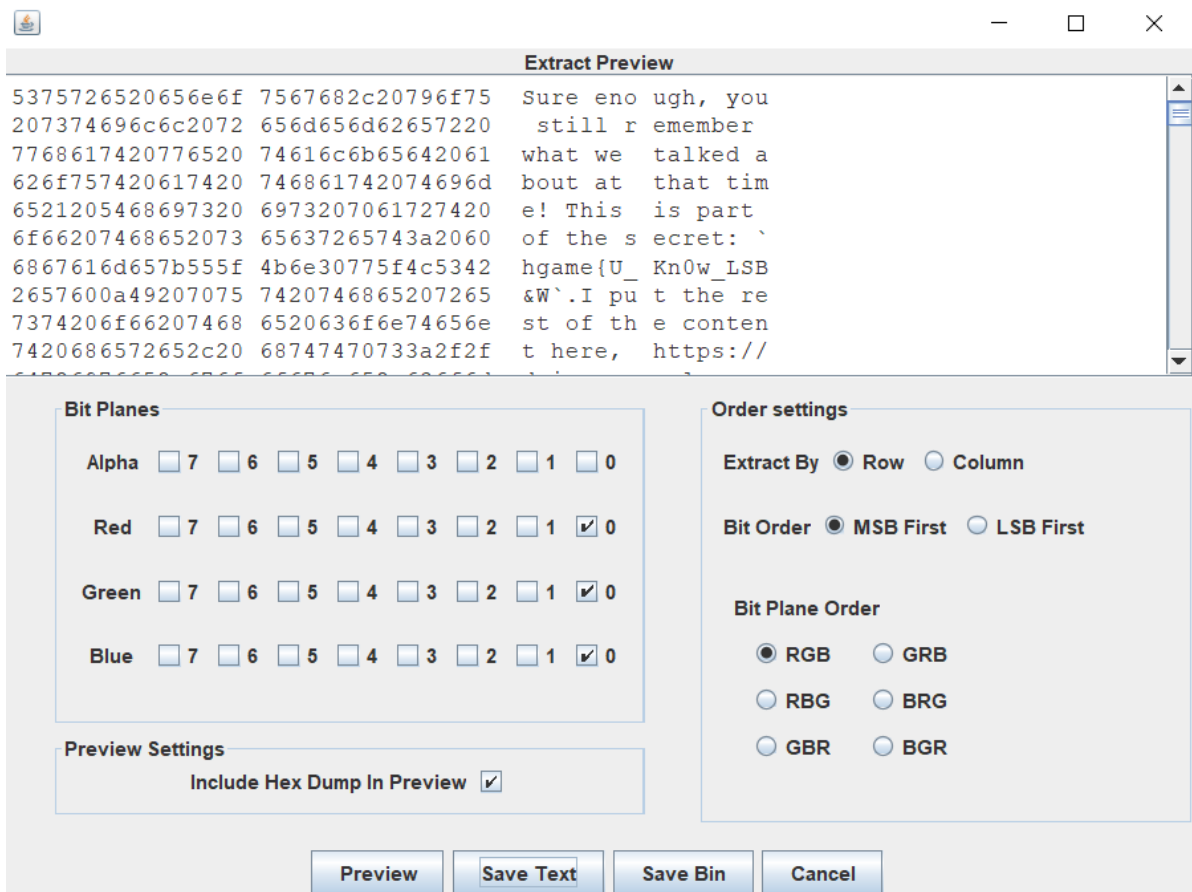 Extract Preview
5375726520656e6f 7567682c20796f75 Sure eno ugh, you
207374696c6c2072 656d656d62657220 still r emember
7768617420776520 74616c6b65642061 what we talked a
626f757420617420 746861742074696d bout at that tim
6521205468697320 6973207061727420 e! This is part
6f66207468652073 65637265743a2060 of the s ecret: `
6867616d657b555f 4b6e30775f4c5342 hgame{U_ Kn0w_LSB
2657600a49207075 7420746865207265 &W`.I pu t the re
7374206f66207468 6520636f6e74656e st of th e conten
7420686572652c20 68747470733a2f2f t here, https://
Bit Planes
Alpha 7 6 5 4 3 2 1 0
Red 7 6 5 4 3 2 1 0
Green 7 6 5 4 3 2 1 0
Blue 7 6 5 4 3 2 1 0
Preview Settings
Include Hex Dump In Preview
Order settings
Extract By Row Column
Bit Order MSB First LSB First
Bit Plane Order
RGB GRB
RBG BRG
GBR BGR
Preview Save Text Save Bin Cancel